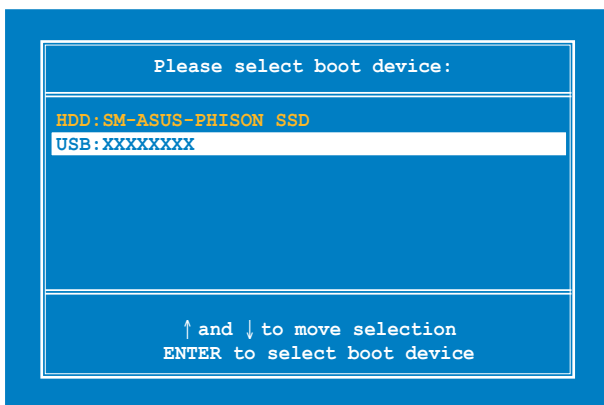 Please select boot device:
HDD:SM-ASUS-PHISON SSD
USB:XXXXXXXX
↑ and ↓ to move selection
ENTER to select boot device